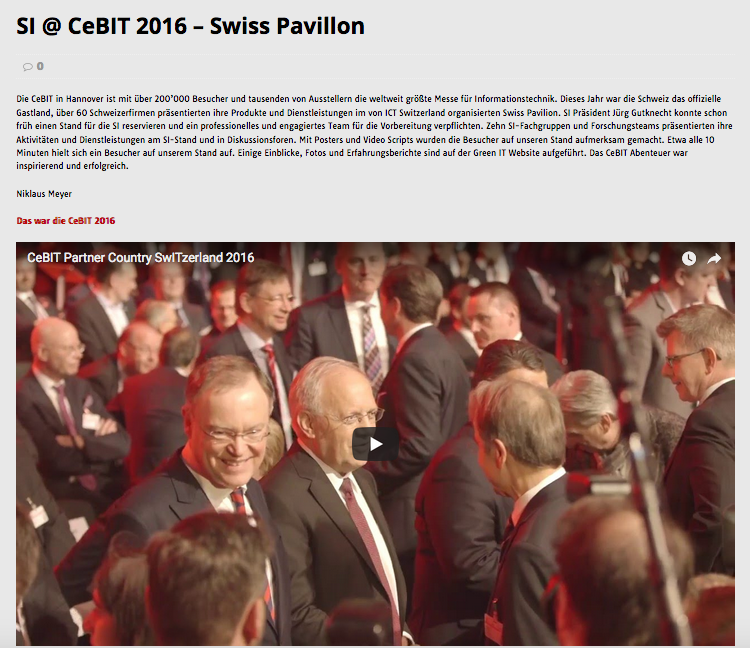 SI @ CeBIT 2016 – Swiss Pavillon
0
Die CeBIT in Hannover ist mit über 200'000 Besucher und tausenden von Ausstellern die weltweit größte Messe für Informationstechnik. Dieses Jahr war die Schweiz das offizielle
Gastland, über 60 Schweizerfirmen präsentierten ihre Produkte und Dienstleistungen im von ICT Switzerland organisierten Swiss Pavilion. SI Präsident Jürg Gutknecht konnte schon
früh einen Stand für die SI reservieren und ein professionelles und engagiertes Team für die Vorbereitung verpflichten. Zehn SI-Fachgruppen und Forschungsteams präsentierten ihre
Aktivitäten und Dienstleistungen am SI-Stand und in Diskussionsforen. Mit Posters und Video Scripts wurden die Besucher auf unseren Stand aufmerksam gemacht. Etwa alle 10
Minuten hielt sich ein Besucher auf unserem Stand auf. Einige Einblicke, Fotos und Erfahrungsberichte sind auf der Green IT Website aufgeführt. Das CeBIT Abenteuer war
inspirierend und erfolgreich.
Niklaus Meyer
Das war die CeBIT 2016
CeBIT Partner Country SwITzerland 2016